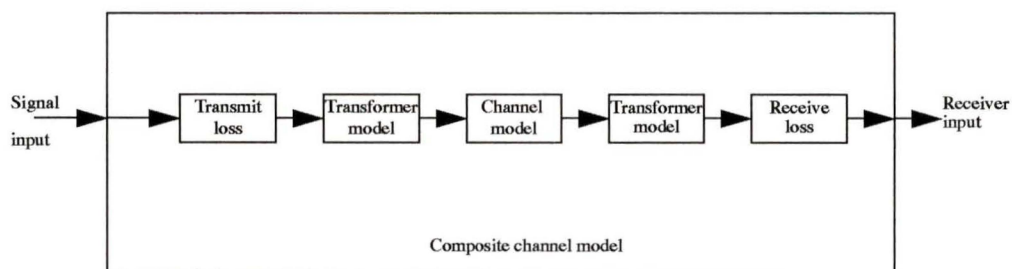 Signal
input
Transmit
loss
Transformer
model
Channel
model
Transformer
model
Receive
loss
Receiver
input
Composite channel model